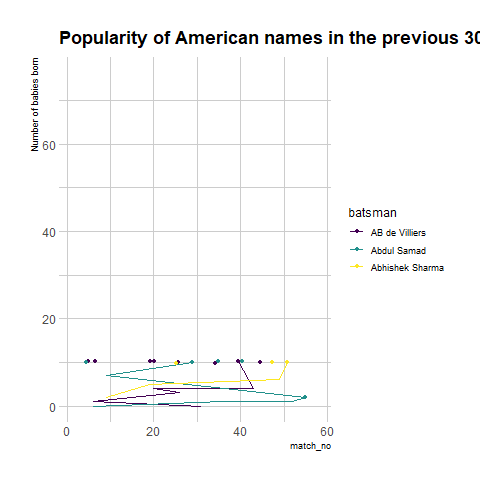 Popularity of American names in the previous 30
Number of babies born
60
40
20
0
0 20 40 60
match_no
batsman
AB de Villiers
Abdul Samad
Abhishek Sharma